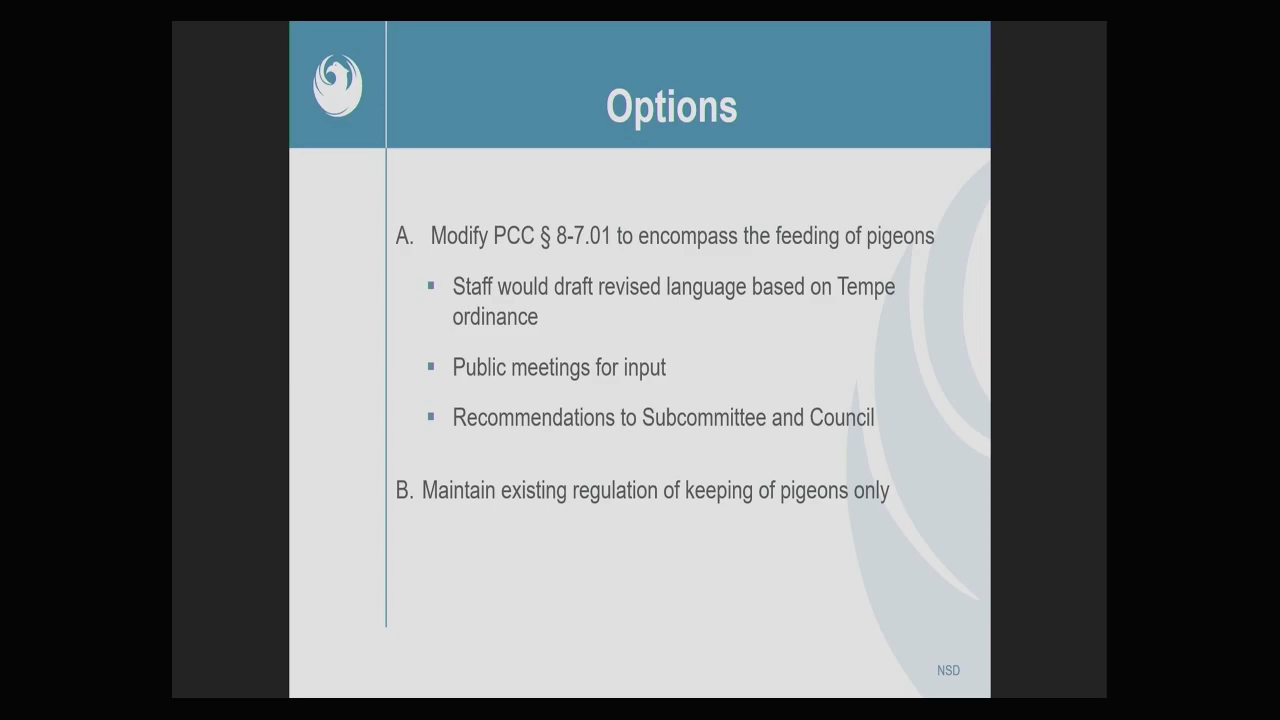 Options
A. Modify PCC § 8-7.01 to encompass the feeding of pigeons
▪ Staff would draft revised language based on Tempe
ordinance
▪ Public meetings for input
▪ Recommendations to Subcommittee and Council
B. Maintain existing regulation of keeping of pigeons only
NSD